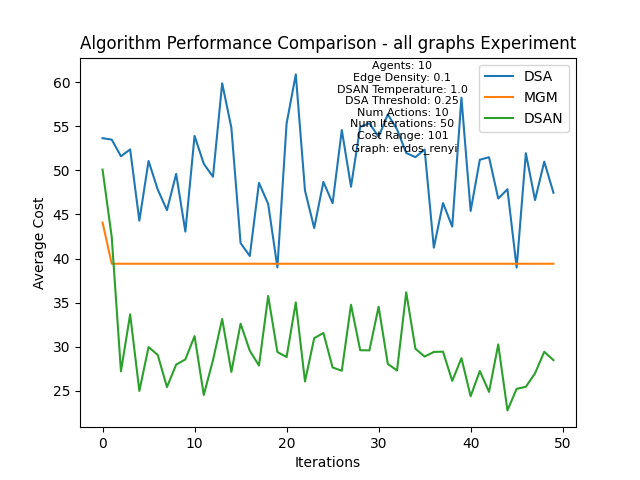 Algorithm Performance Comparison - all graphs Experiment
Agents: 10
Edge Density: 0.1
DSAN Temperature: 1.0
DSA Threshold: 0.25
Num Actions: 10
Num Iterations: 50
Cost Range: 101
Graph: erdos_renyi
DSA
MGM
DSAN
60
55
50
45
40
35
30
25
Average Cost
0
10
20
30
40
50
Iterations